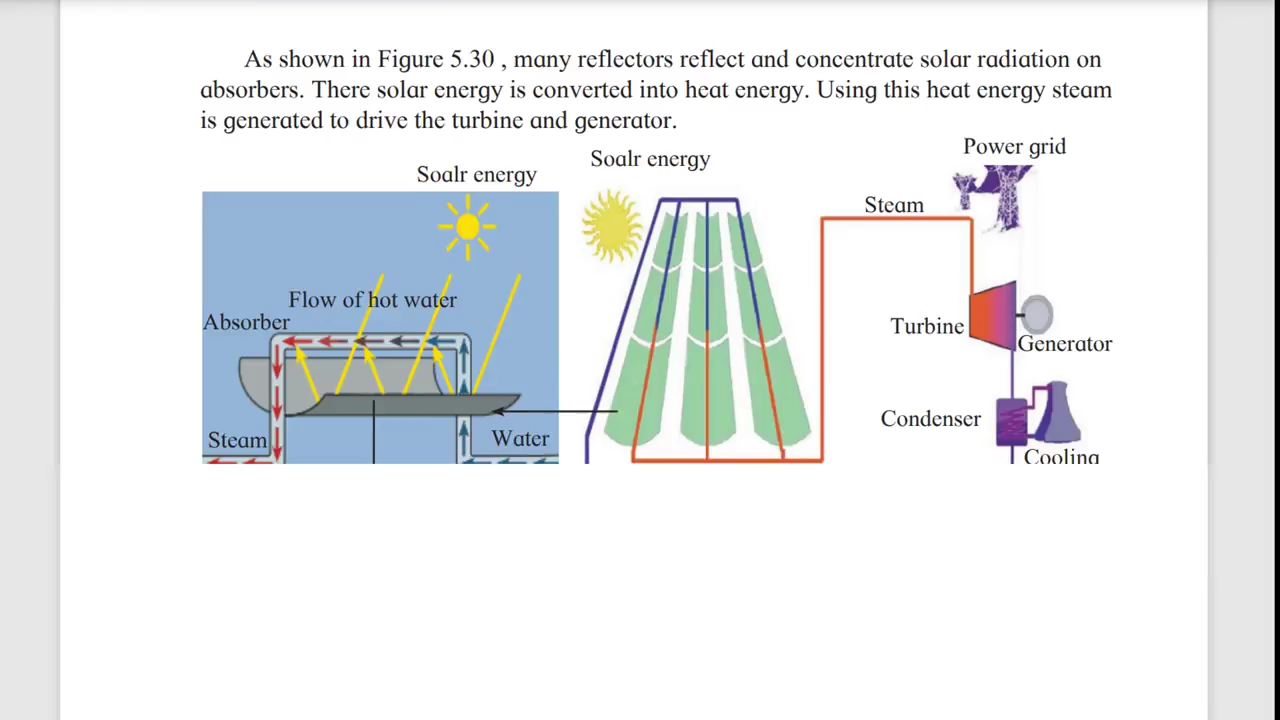 As shown in Figure 5.30 , many reflectors reflect and concentrate solar radiation on
absorbers. There solar energy is converted into heat energy. Using this heat energy steam
is generated to drive the turbine and generator.
Soalr energy
Flow of hot water
Absorber
Steam
Water
Soalr energy
Steam
Power grid
Turbine
Generator
Condenser
Cooling